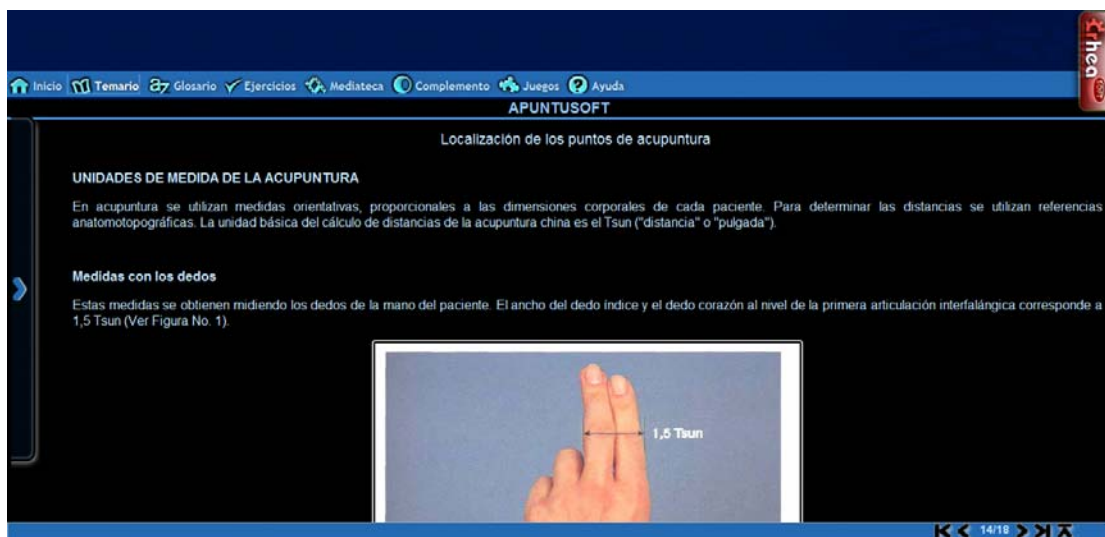 rhea
Inicio Temario Glosario Ejercicios Mediateca Complemento Juegos Ayuda
APUNTUSOFT
Localización de los puntos de acupuntura
UNIDADES DE MEDIDA DE LA ACUPUNTURA
En acupuntura se utilizan medidas orientativas, proporcionales a las dimensiones corporales de cada paciente. Para determinar las distancias se utilizan referencias
anatomotopográficas. La unidad básica del cálculo de distancias de la acupuntura china es el Tsun ("distancia" o "pulgada").
Medidas con los dedos
Estas medidas se obtienen midiendo los dedos de la mano del paciente. El ancho del dedo índice y el dedo corazón al nivel de la primera articulación interfalángica corresponde a
1,5 Tsun (Ver Figura No. 1).
1,5 Tsun
14/18